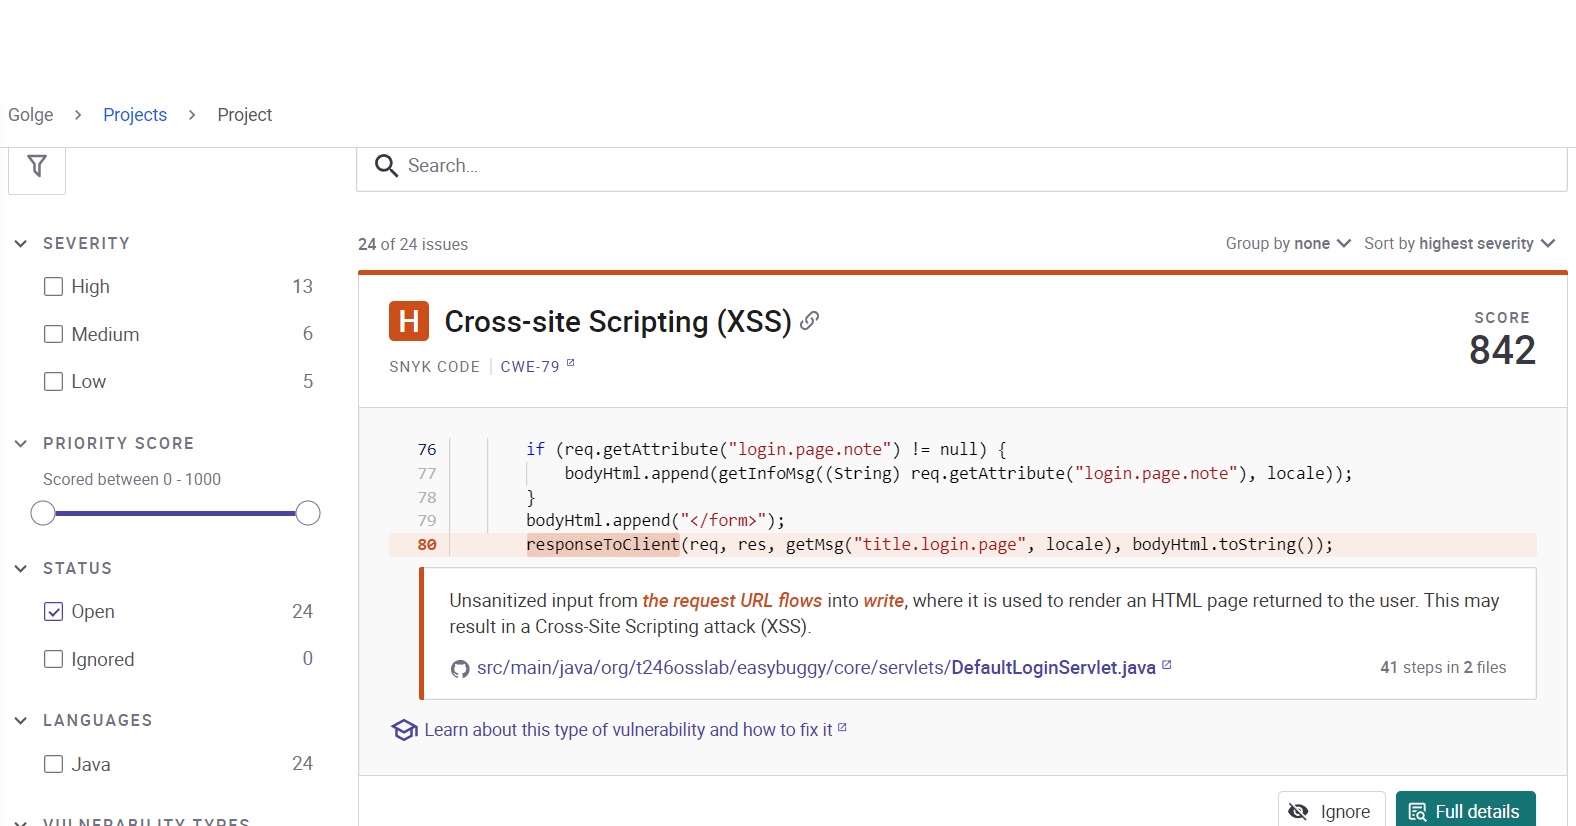 Golge > Projects > Project
Search...
SEVERITY
High 13
Medium 6
Low 5
PRIORITY SCORE
Scored between 0 - 1000
STATUS
Open 24
Ignored 0
LANGUAGES
Java 24
VULNERABILITY TYPES
24 of 24 issues
Group by none Sort by highest severity
H Cross-site Scripting (XSS)
SNYK CODE | CWE-79
SCORE
842
76 if (req.getAttribute("login.page.note") != null) {
77 bodyHtml.append(getInfoMsg((String) req.getAttribute("login.page.note"), locale));
78 }
79 bodyHtml.append("</form>");
80 responseToClient(req, res, getMsg("title.login.page", locale), bodyHtml.toString());
Unsanitized input from the request URL flows into write, where it is used to render an HTML page returned to the user. This may
result in a Cross-Site Scripting attack (XSS).
src/main/java/org/t246osslab/easybuggy/core/servlets/DefaultLoginServlet.java 41 steps in 2 files
Learn about this type of vulnerability and how to fix it
Ignore Full details